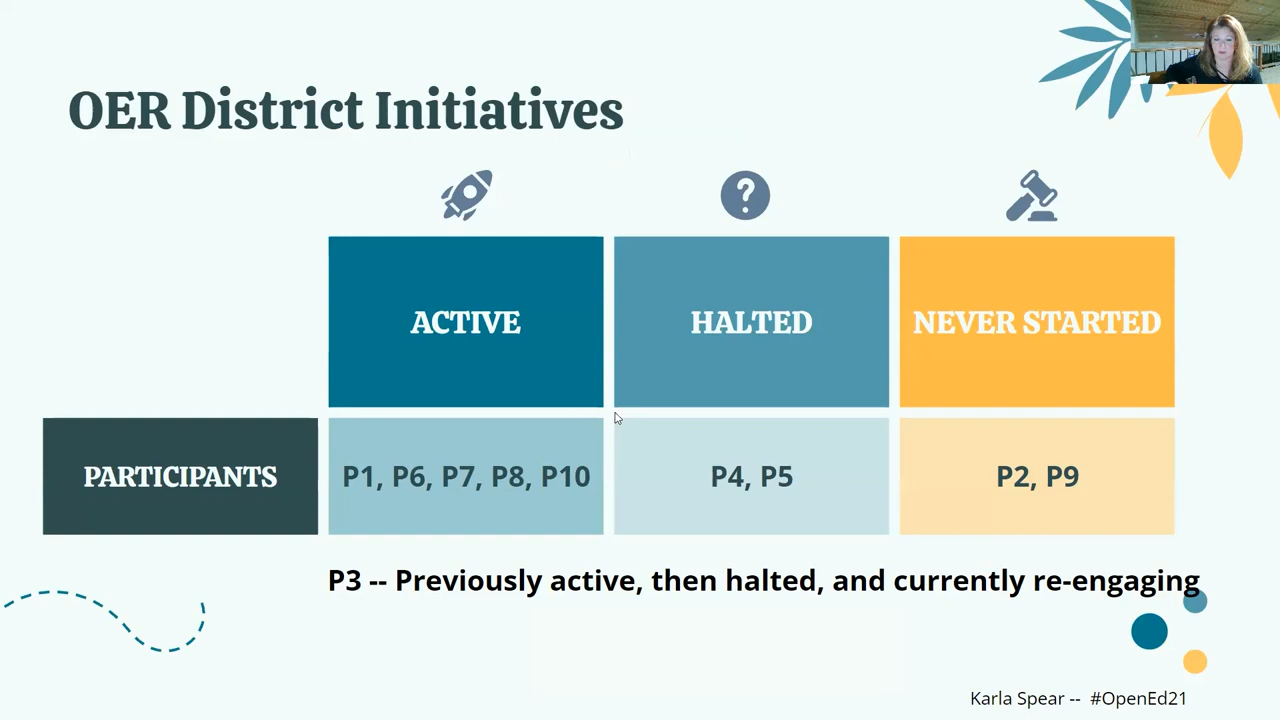 OER District Initiatives
ACTIVE
HALTED
NEVER STARTED
PARTICIPANTS
P1, P6, P7, P8, P10
P4, P5
P2, P9
P3 -- Previously active, then halted, and currently re-engaging
Karla Spear -- #OpenEd21